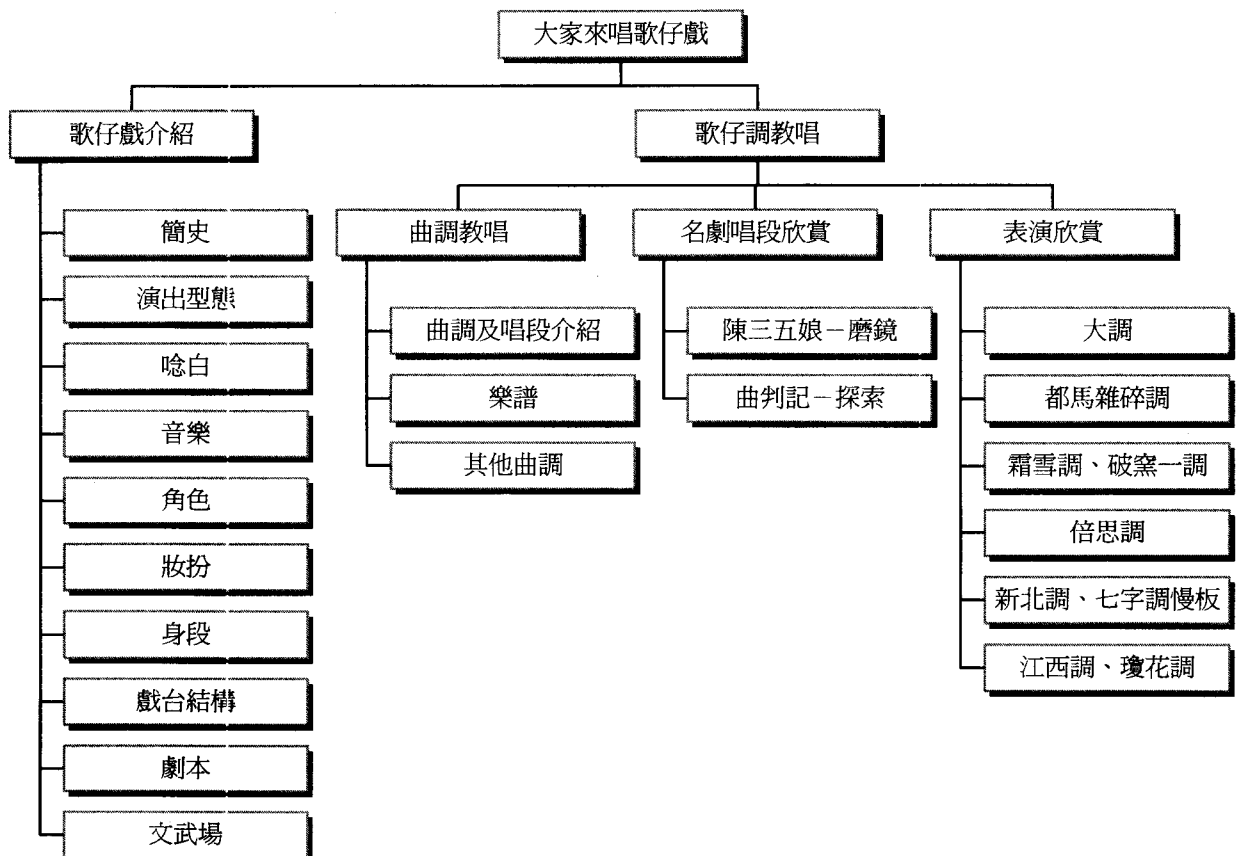 大家來唱歌仔戲
歌仔戲介紹
歌仔調教唱
簡史
演出型態
唸白
音樂
角色
妝扮
身段
戲台結構
劇本
文武場
曲調教唱
曲調及唱段介紹
樂譜
其他曲調
名劇唱段欣賞
陳三五娘－磨鏡
曲判記－探索
表演欣賞
大調
都馬雜碎調
霜雪調、破窯一調
倍思調
新北調、七字調慢板
江西調、瓊花調